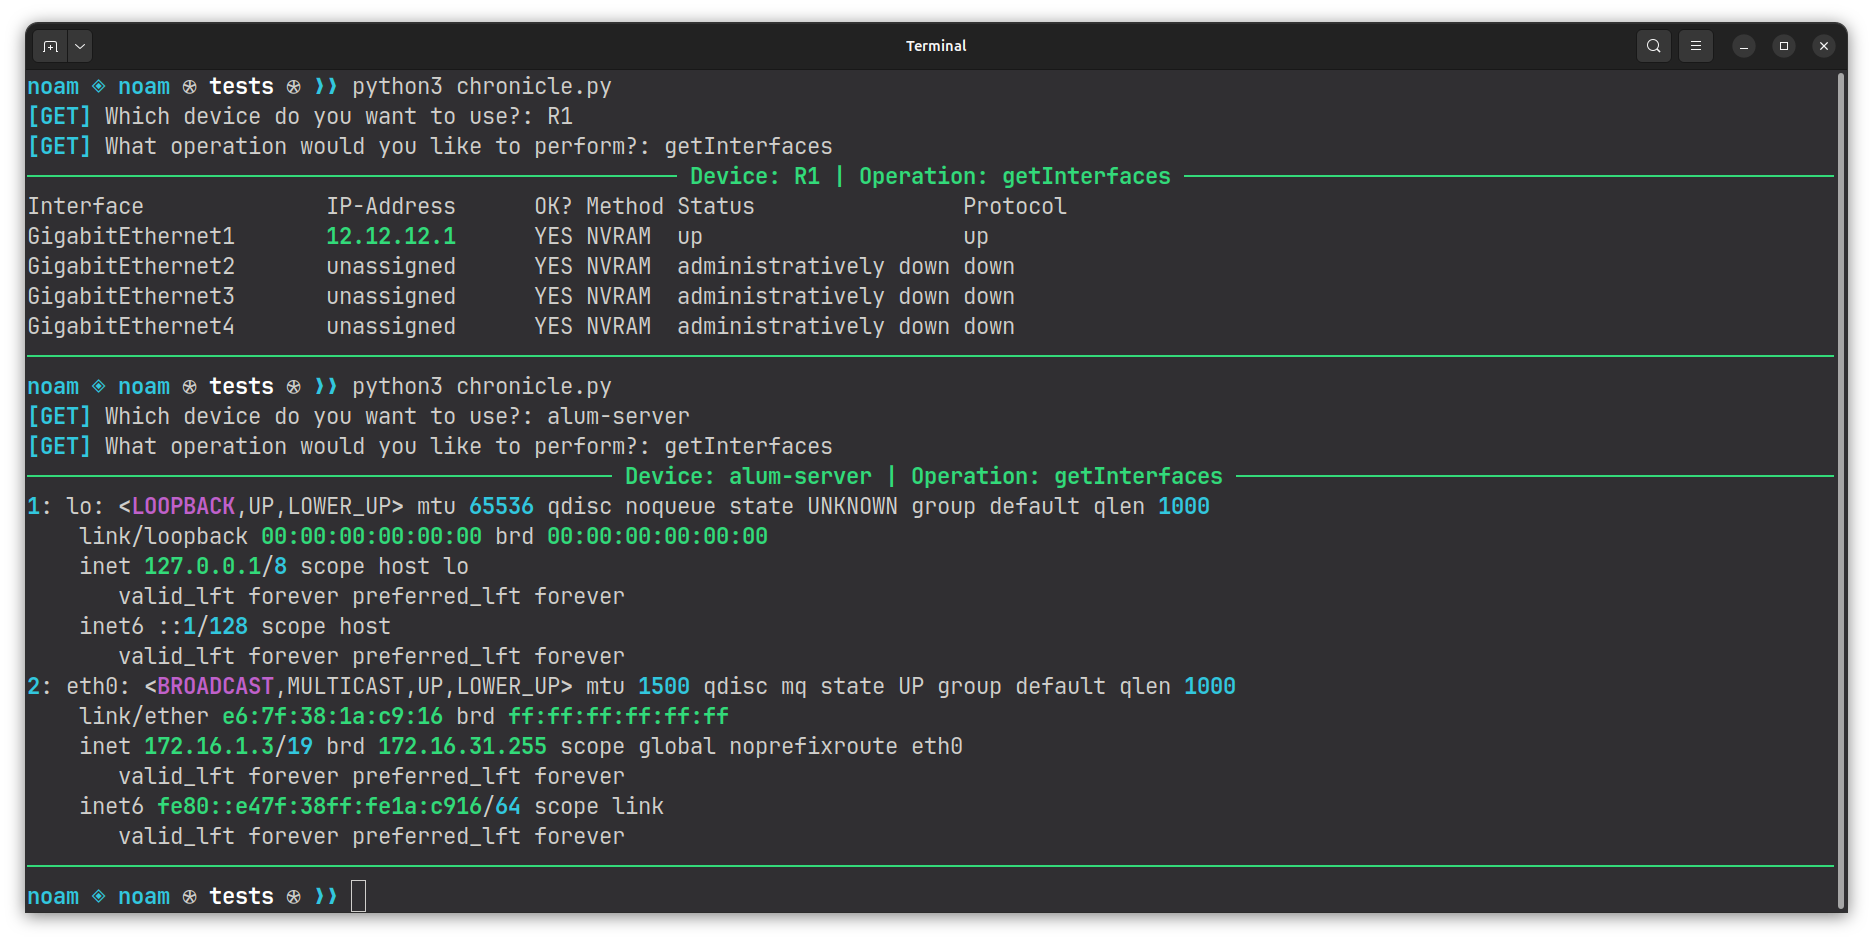 Terminal
noam ◈ noam ֍ tests ֍ ❯❯ python3 chronicle.py
[GET] Which device do you want to use?: R1
[GET] What operation would you like to perform?: getInterfaces
Device: R1 | Operation: getInterfaces
Interface              IP-Address      OK? Method Status                Protocol
GigabitEthernet1       12.12.12.1      YES NVRAM  up                    up
GigabitEthernet2       unassigned      YES NVRAM  administratively down down
GigabitEthernet3       unassigned      YES NVRAM  administratively down down
GigabitEthernet4       unassigned      YES NVRAM  administratively down down
noam ◈ noam ֍ tests ֍ ❯❯ python3 chronicle.py
[GET] Which device do you want to use?: alum-server
[GET] What operation would you like to perform?: getInterfaces
Device: alum-server | Operation: getInterfaces
1: lo: <LOOPBACK,UP,LOWER_UP> mtu 65536 qdisc noqueue state UNKNOWN group default qlen 1000
    link/loopback 00:00:00:00:00:00 brd 00:00:00:00:00:00
    inet 127.0.0.1/8 scope host lo
       valid_lft forever preferred_lft forever
    inet6 ::1/128 scope host
       valid_lft forever preferred_lft forever
2: eth0: <BROADCAST,MULTICAST,UP,LOWER_UP> mtu 1500 qdisc mq state UP group default qlen 1000
    link/ether e6:7f:38:1a:c9:16 brd ff:ff:ff:ff:ff:ff
    inet 172.16.1.3/19 brd 172.16.31.255 scope global noprefixroute eth0
       valid_lft forever preferred_lft forever
    inet6 fe80::e47f:38ff:fe1a:c916/64 scope link
       valid_lft forever preferred_lft forever
noam ◈ noam ֍ tests ֍ ❯❯